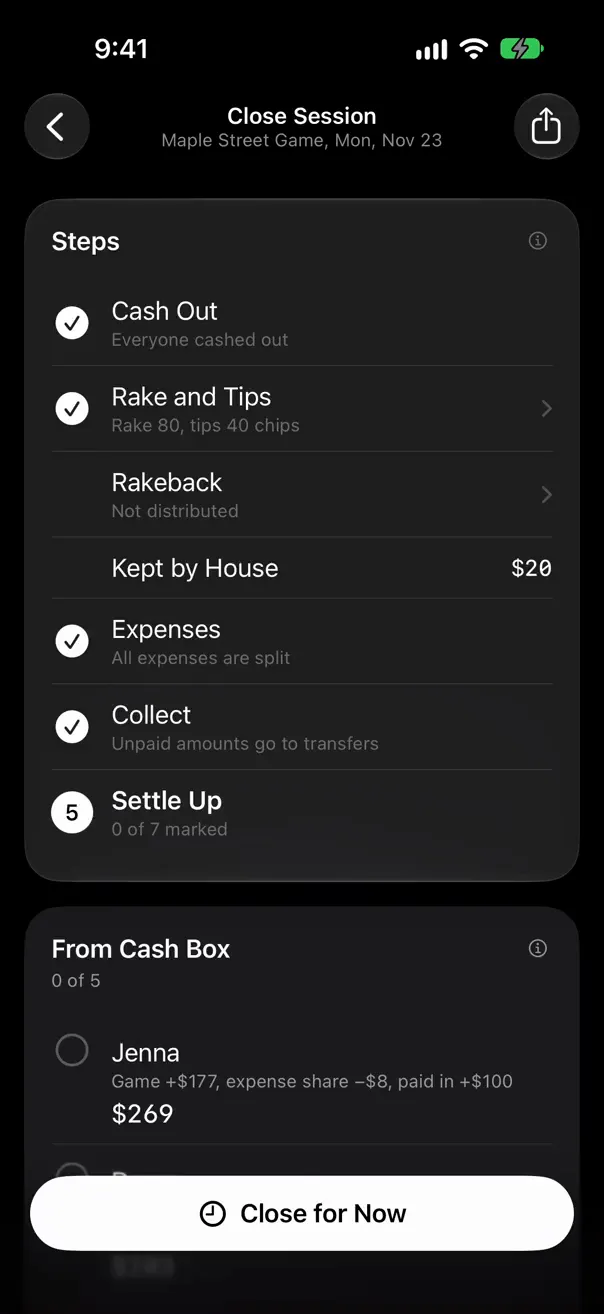 9:41
Close Session
Maple Street Game, Mon, Nov 23
Steps
Cash Out
Everyone cashed out
Rake and Tips
Rake 80, tips 40 chips
Rakeback
Not distributed
Kept by House $20
Expenses
All expenses are split
Collect
Unpaid amounts go to transfers
5 Settle Up
0 of 7 marked
From Cash Box
0 of 5
Jenna
Game +$177, expense share −$8, paid in +$100
$269
Close for Now